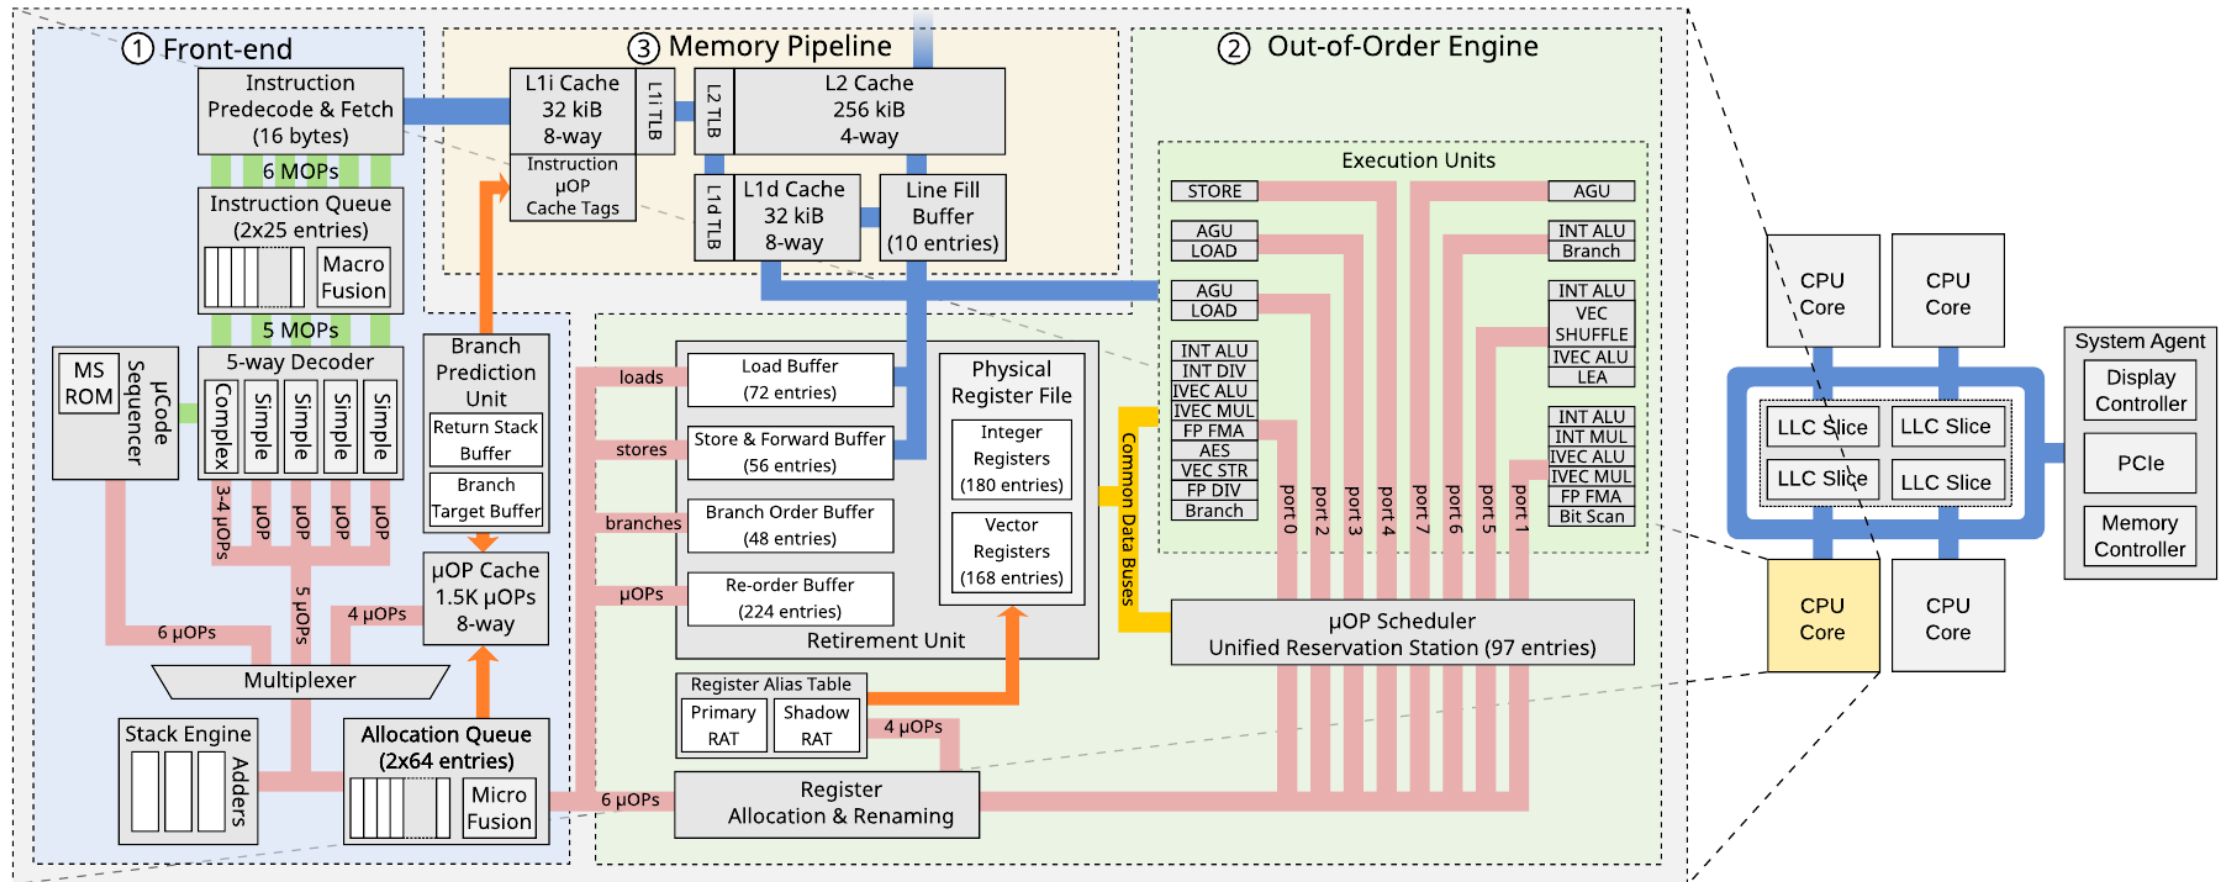 ① Front-end
Instruction
Predecode & Fetch
(16 bytes)
6 MOPs
Instruction Queue
(2x25 entries)
Macro
Fusion
5 MOPs
MS
ROM
µCode
Sequencer
5-way Decoder
Complex
Simple
Simple
Simple
Simple
3-4 µOPs
µOP
µOP
µOP
µOP
Branch
Prediction
Unit
Return Stack
Buffer
Branch
Target Buffer
µOP Cache
1.5K µOPs
8-way
6 µOPs
5 µOPs
4 µOPs
Multiplexer
Stack Engine
Adders
Allocation Queue
(2x64 entries)
Micro
Fusion
③ Memory Pipeline
L1i Cache
32 kiB
8-way
L1i TLB
Instruction
µOP
Cache Tags
L2 TLB
L2 Cache
256 kiB
4-way
L1d TLB
L1d Cache
32 kiB
8-way
Line Fill
Buffer
(10 entries)
② Out-of-Order Engine
Execution Units
STORE
AGU
LOAD
AGU
LOAD
INT ALU
INT DIV
IVEC ALU
IVEC MUL
FP FMA
AES
VEC STR
FP DIV
Branch
AGU
INT ALU
Branch
INT ALU
VEC
SHUFFLE
IVEC ALU
LEA
INT ALU
INT MUL
IVEC ALU
IVEC MUL
FP FMA
Bit Scan
port 0
port 2
port 3
port 4
port 7
port 6
port 5
port 1
loads
stores
branches
µOPs
Load Buffer
(72 entries)
Store & Forward Buffer
(56 entries)
Branch Order Buffer
(48 entries)
Re-order Buffer
(224 entries)
Retirement Unit
Physical
Register File
Integer
Registers
(180 entries)
Vector
Registers
(168 entries)
Common Data Buses
µOP Scheduler
Unified Reservation Station (97 entries)
Register Alias Table
Primary
RAT
Shadow
RAT
4 µOPs
6 µOPs
Register
Allocation & Renaming
CPU
Core
CPU
Core
LLC Slice
LLC Slice
LLC Slice
LLC Slice
CPU
Core
CPU
Core
System Agent
Display
Controller
PCIe
Memory
Controller